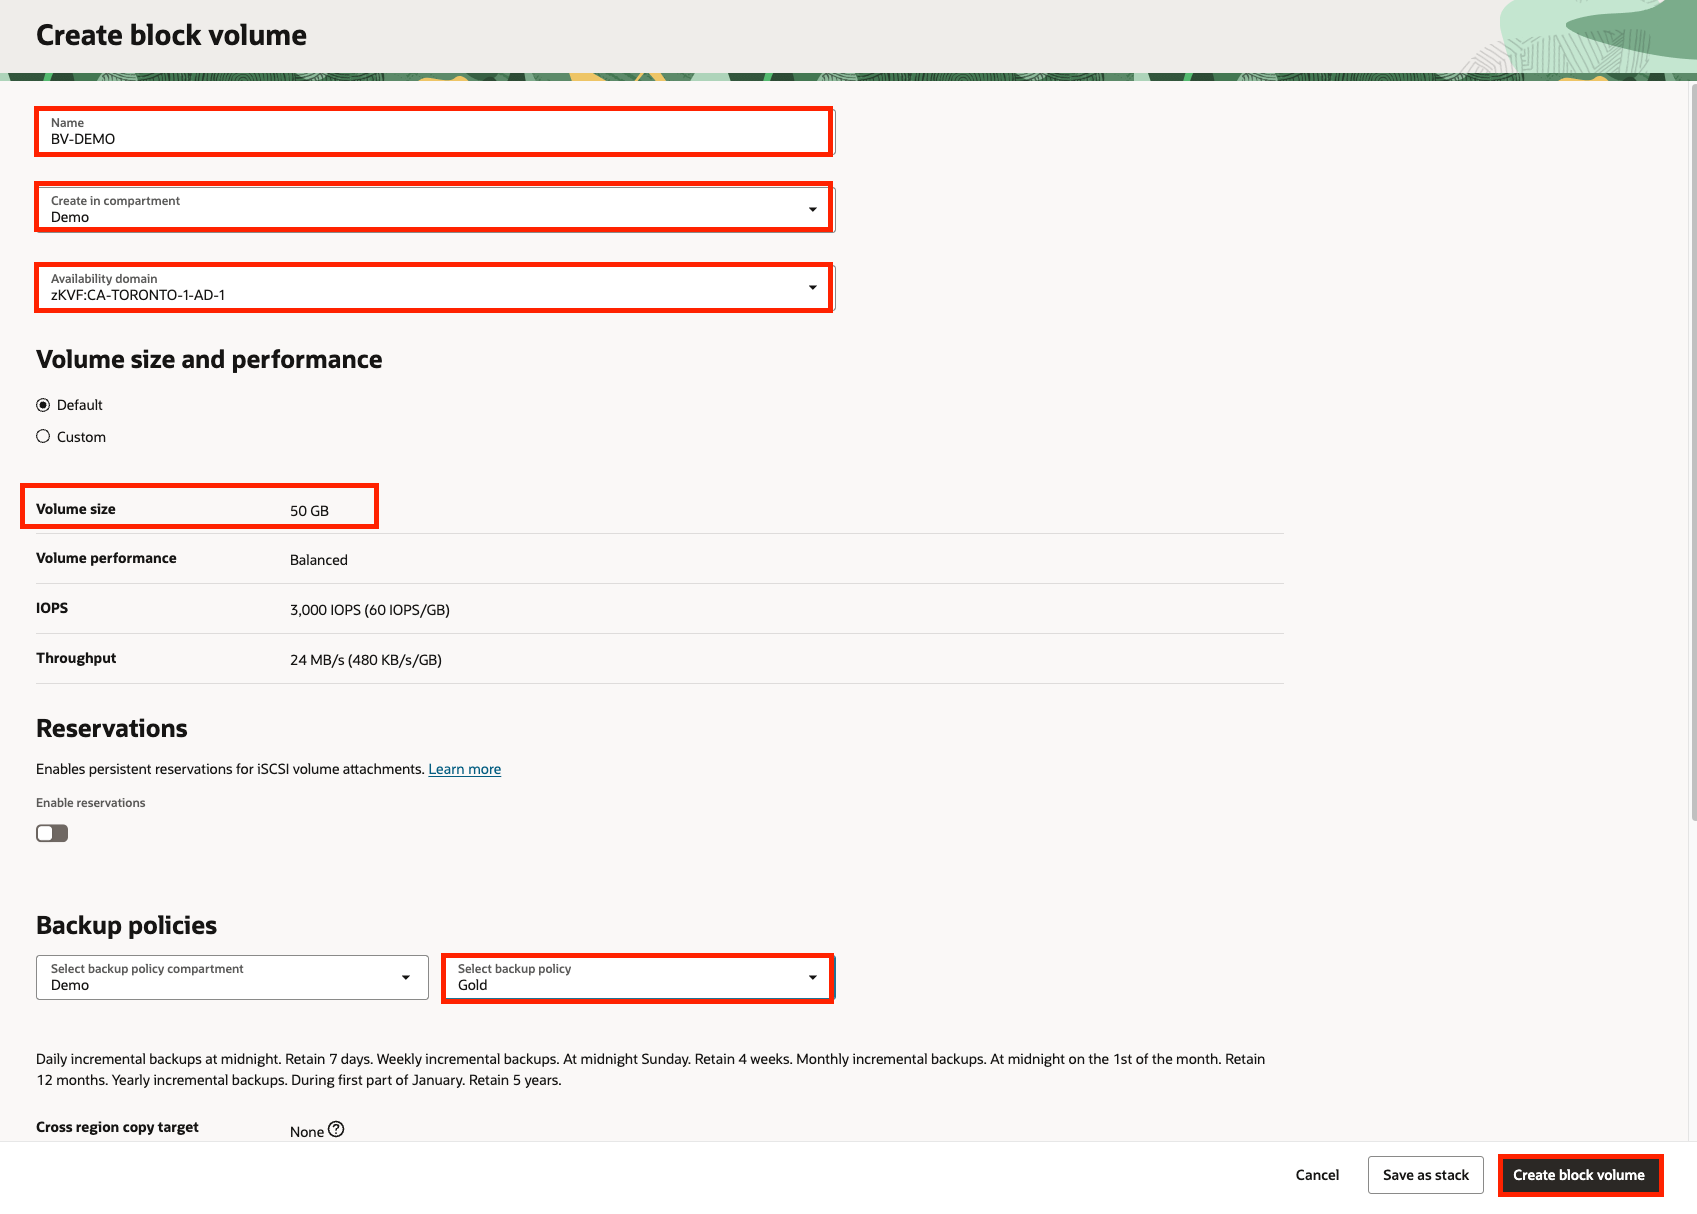 Create block volume
Name
BV-DEMO
Create in compartment
Demo
Availability domain
zKVF:CA-TORONTO-1-AD-1
Volume size and performance
Default
Custom
Volume size 50 GB
Volume performance Balanced
IOPS 3,000 IOPS (60 IOPS/GB)
Throughput 24 MB/s (480 KB/s/GB)
Reservations
Enables persistent reservations for iSCSI volume attachments. Learn more
Enable reservations
Backup policies
Select backup policy compartment
Demo
Select backup policy
Gold
Daily incremental backups at midnight. Retain 7 days. Weekly incremental backups. At midnight Sunday. Retain 4 weeks. Monthly incremental backups. At midnight on the 1st of the month. Retain
12 months. Yearly incremental backups. During first part of January. Retain 5 years.
Cross region copy target None ?
Cancel Save as stack Create block volume